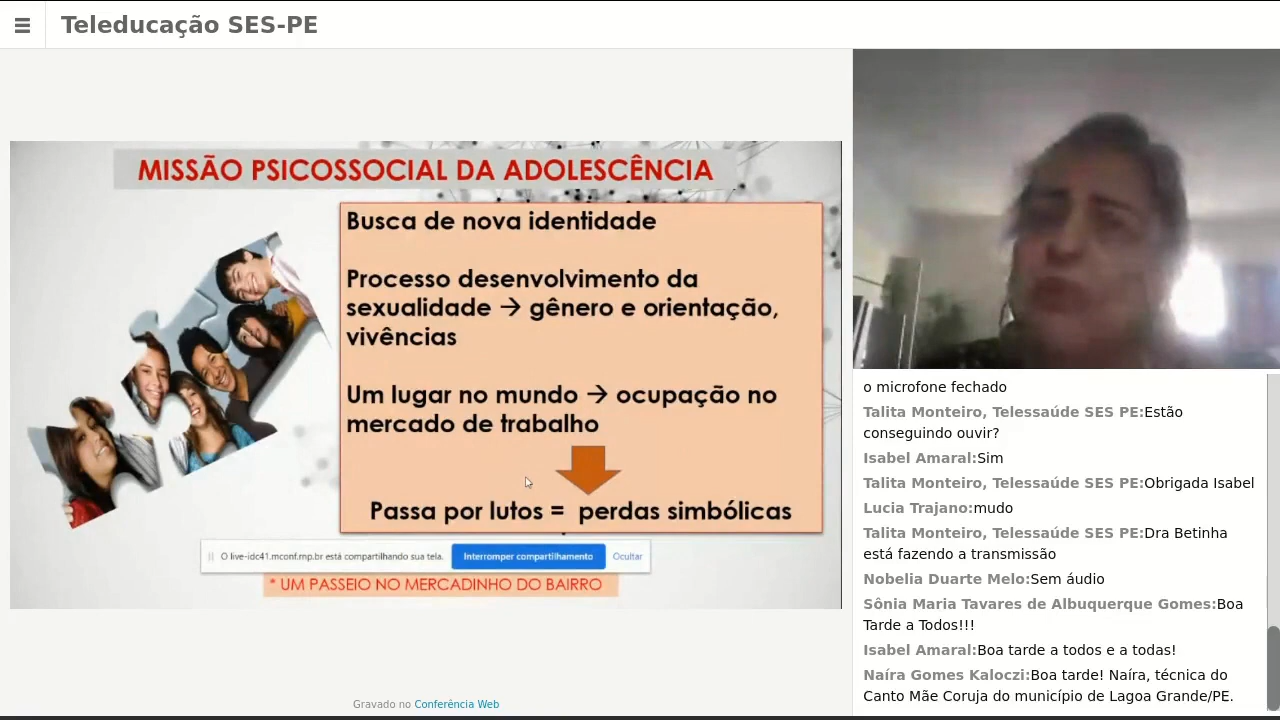 Teleducação SES-PE
MISSÃO PSICOSSOCIAL DA ADOLESCÊNCIA
Busca de nova identidade
Processo desenvolvimento da
sexualidade → gênero e orientação,
vivências
Um lugar no mundo → ocupação no
mercado de trabalho
Passa por lutos = perdas simbólicas
O live-idc41.mconf.rnp.br está compartilhando sua tela. Interromper compartilhamento Ocultar
* UM PASSEIO NO MERCADINHO DO BAIRRO
Gravado no Conferência Web
o microfone fechado
Talita Monteiro, Telessaúde SES PE:Estão
conseguindo ouvir?
Isabel Amaral:Sim
Talita Monteiro, Telessaúde SES PE:Obrigada Isabel
Lucia Trajano:mudo
Talita Monteiro, Telessaúde SES PE:Dra Betinha
está fazendo a transmissão
Nobelia Duarte Melo:Sem áudio
Sônia Maria Tavares de Albuquerque Gomes:Boa
Tarde a Todos!!!
Isabel Amaral:Boa tarde a todos e a todas!
Naíra Gomes Kaloczi:Boa tarde! Naíra, técnica do
Canto Mãe Coruja do município de Lagoa Grande/PE.